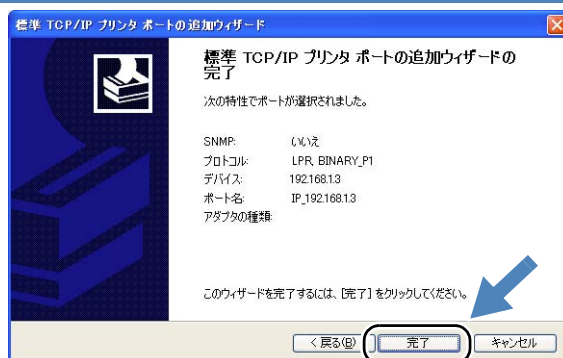 標準 TCP/IP プリンタ ポートの追加ウィザード
標準 TCP/IP プリンタ ポートの追加ウィザードの
完了
次の特性でポートが選択されました。
SNMP: いいえ
プロトコル: LPR, BINARY_P1
デバイス: 192.168.1.3
ポート名: IP_192.168.1.3
アダプタの種類:
このウィザードを完了するには、[完了] をクリックしてください。
< 戻る(B) 完了 キャンセル